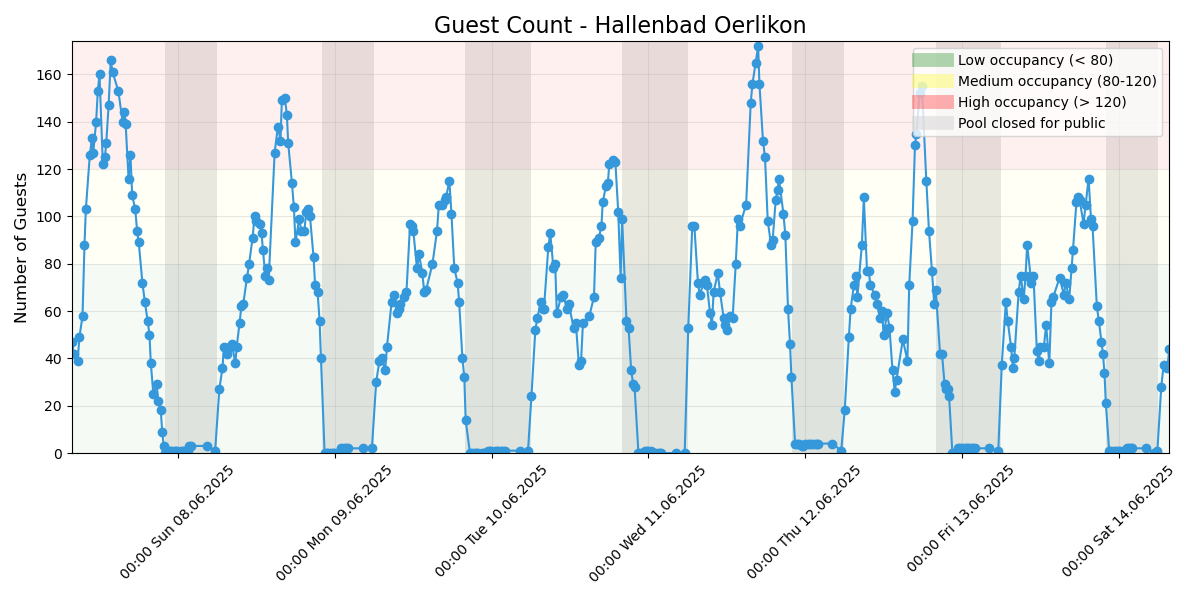 Guest Count - Hallenbad Oerlikon
Low occupancy (< 80)
Medium occupancy (80-120)
High occupancy (> 120)
Pool closed for public
Number of Guests
160
140
120
100
80
60
40
20
0
00:00 Sun 08.06.2025
00:00 Mon 09.06.2025
00:00 Tue 10.06.2025
00:00 Wed 11.06.2025
00:00 Thu 12.06.2025
00:00 Fri 13.06.2025
00:00 Sat 14.06.2025